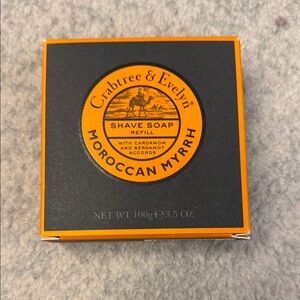 Crabtree & Evelyn®
SHAVE SOAP
REFILL
WITH CARDAMOM
AND BERGAMOT
ACCORDS
MOROCCAN MYRRH
NET WT 100g ℮ 3.5 OZ